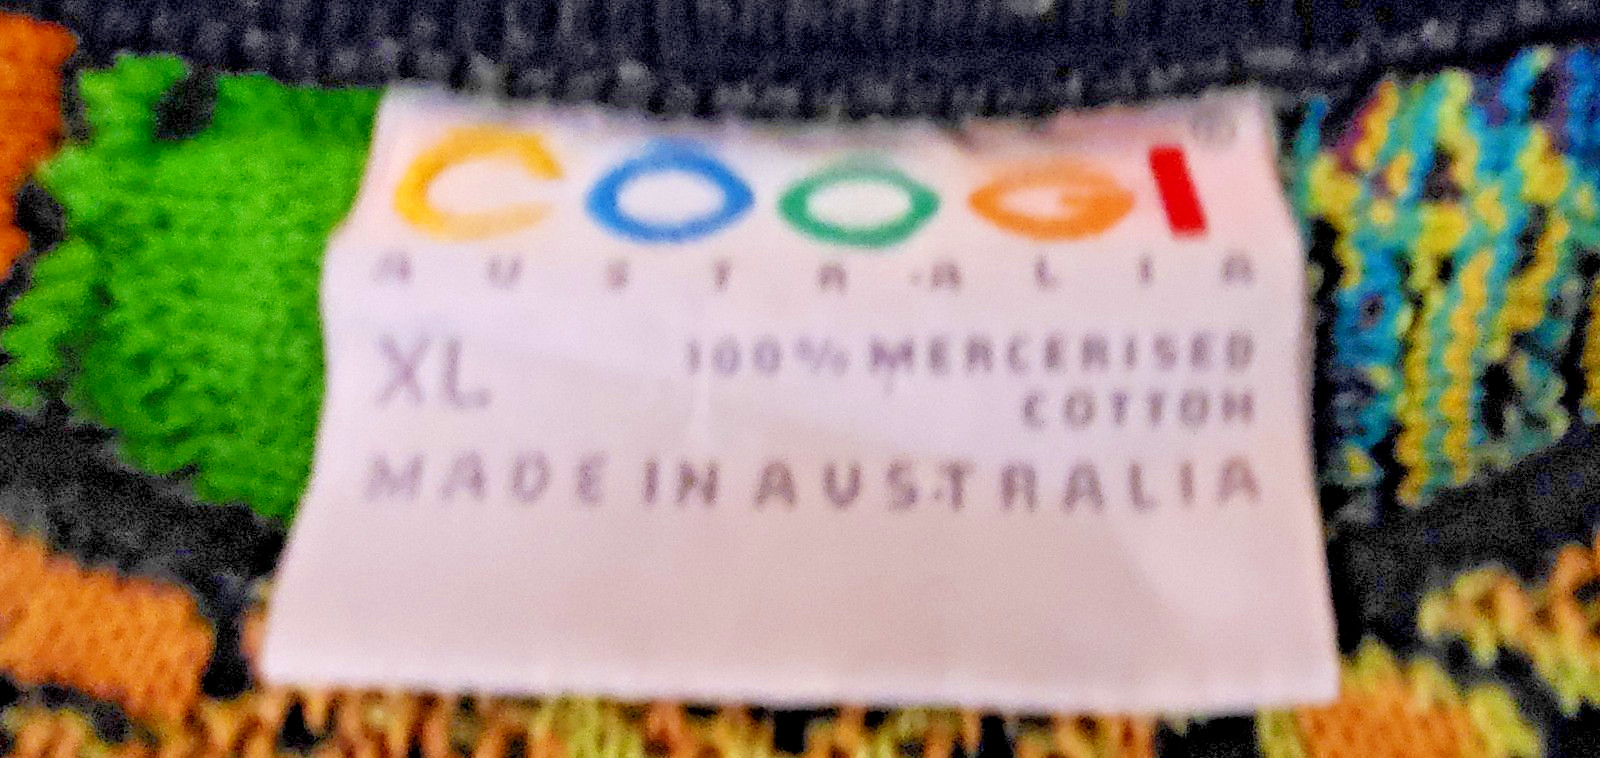 COOGI®
AUSTRALIA
XL 100% MERCERISED
COTTON
MADE IN AUSTRALIA